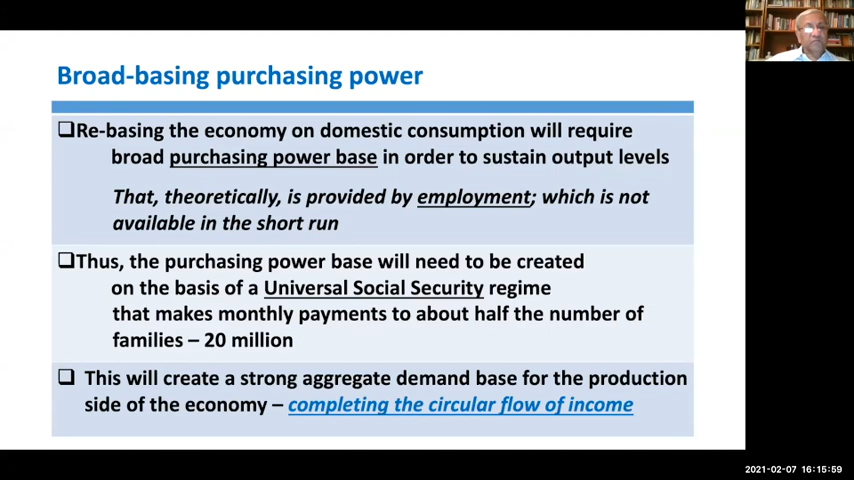 Broad-basing purchasing power
❑Re-basing the economy on domestic consumption will require
broad purchasing power base in order to sustain output levels
That, theoretically, is provided by employment; which is not
available in the short run
❑Thus, the purchasing power base will need to be created
on the basis of a Universal Social Security regime
that makes monthly payments to about half the number of
families – 20 million
❑ This will create a strong aggregate demand base for the production
side of the economy – completing the circular flow of income
2021-02-07 16:15:59